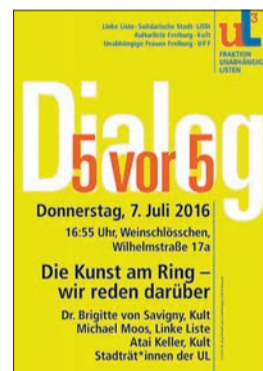 Linke Liste - Solidarische Stadt - LiSSt
Kulturliste Freiburg - Kult
Unabhängige Frauen Freiburg - UFF
uL3
FRAKTION
UNABHÄNGIG
LISTEN
Dialog
5 vor 5
Donnerstag, 7. Juli 2016
16:55 Uhr, Weinschlösschen,
Wilhelmstraße 17a
Die Kunst am Ring –
wir reden darüber
Dr. Brigitte von Savigny, Kult
Michael Moos, Linke Liste
Atai Keller, Kult
Stadträt*innen der UL